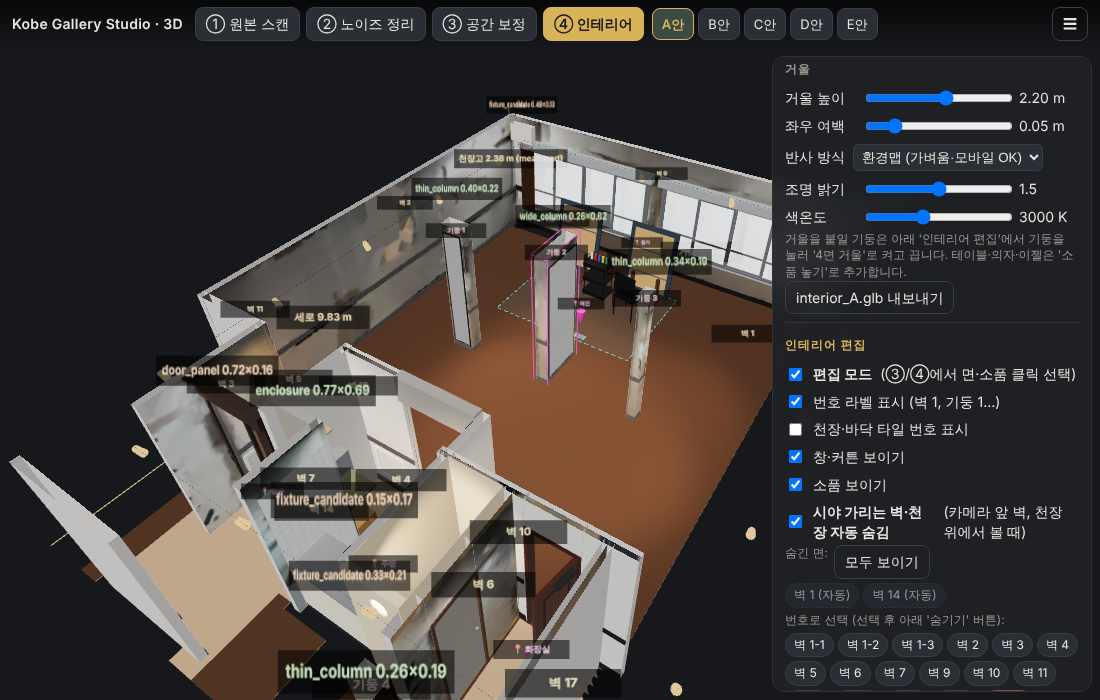 Kobe Gallery Studio · 3D
① 원본 스캔
② 노이즈 정리
③ 공간 보정
④ 인테리어
A안
B안
C안
D안
E안
거울
거울 높이 2.20 m
좌우 여백 0.05 m
반사 방식 환경맵 (가벼움·모바일 OK)
조명 밝기 1.5
색온도 3000 K
거울을 붙일 기둥은 아래 '인테리어 편집'에서 기둥을
눌러 '4면 거울'로 켜고 끕니다. 테이블·의자·이젤은 '소
품 놓기'로 추가합니다.
interior_A.glb 내보내기
인테리어 편집
편집 모드 (③/④에서 면·소품 클릭 선택)
번호 라벨 표시 (벽 1, 기둥 1...)
천장·바닥 타일 번호 표시
창·커튼 보이기
소품 보이기
시야 가리는 벽·천 (카메라 앞 벽, 천장
장 자동 숨김 위에서 볼 때)
숨긴 면: 모두 보이기
벽 1 (자동) 벽 14 (자동)
번호로 선택 (선택 후 아래 '숨기기' 버튼):
벽 1-1 벽 1-2 벽 1-3 벽 2 벽 3 벽 4
벽 5 벽 6 벽 7 벽 9 벽 10 벽 11
천장고 2.38 m
thin_column 0.40×0.22
벽 2
기둥 1
wide_column 0.26×0.82
기둥 2
thin_column 0.34×0.19
기둥 3
벽 1
벽 11
세로 9.83 m
door_panel 0.72×0.16
벽 3
벽 5
enclosure 0.77×0.69
벽 7
벽 4
fixture_candidate 0.15×0.17
벽 14
벽 10
fixture_candidate 0.33×0.21
벽 6
화장실
thin_column 0.26×0.19
벽 17